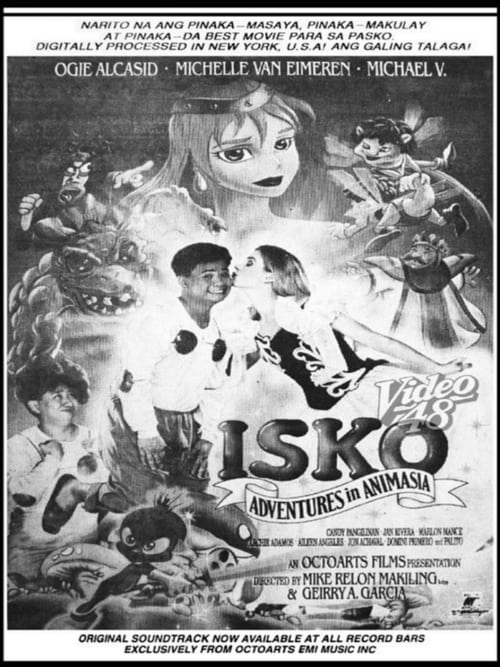 NARITO NA ANG PINAKA-MASAYA, PINAKA-MAKULAY
AT PINAKA-DA BEST MOVIE PARA SA PASKO.
DIGITALLY PROCESSED IN NEW YORK, U.S.A! ANG GALING TALAGA!
OGIE ALCASID · MICHELLE VAN EIMEREN · MICHAEL V.
Video
48
ISKO
ADVENTURES in ANIMASIA
CANDY PANGILINAN · JAN RIVERA · MARLON MANCE
ADAMOS · AILEEN ANGELES · JON ACHAVAL · DOMINI PRIMERO and PALITO
AN OCTOARTS FILMS PRESENTATION
DIRECTED BY MIKE RELON MAKILING
& GEIRRY A. GARCIA
ORIGINAL SOUNDTRACK NOW AVAILABLE AT ALL RECORD BARS
EXCLUSIVELY FROM OCTOARTS EMI MUSIC INC